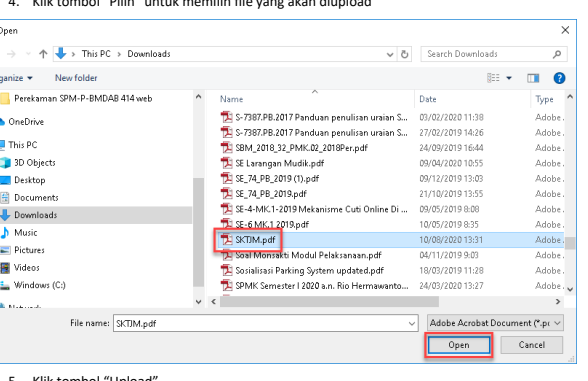 4. Klik tombol "Pilih" untuk memilih file yang akan diupload
Open
This PC > Downloads
Search Downloads
ganize
New folder
Name
Date
Type
Perekaman SPM-P-BMDAB 414 web
OneDrive
This PC
3D Objects
Desktop
Documents
Downloads
Music
Pictures
Videos
Windows (C:)
Network
S-7387.PB.2017 Panduan penulisan uraian S... 03/02/2020 11:38 Adobe
S-7387.PB.2017 Panduan penulisan uraian S... 27/02/2019 14:26 Adobe
SBM_2018_32_PMK.02_2018Per.pdf 24/09/2019 16:44 Adobe
SE Larangan Mudik.pdf 09/04/2020 10:55 Adobe
SE_74_PB_2019 (1).pdf 09/12/2019 13:03 Adobe
SE_74_PB_2019.pdf 21/10/2019 13:55 Adobe
SE-4-MK.1-2019 Mekanisme Cuti Online Di ... 09/05/2019 8:08 Adobe
SE-6 MK.1 2019.pdf 10/05/2019 8:35 Adobe
SKTJM.pdf 10/08/2020 13:31 Adobe
Soal Monsakti Modul Pelaksanaan.pdf 04/11/2019 9:03 Adobe
Sosialisasi Parking System updated.pdf 18/03/2019 11:28 Adobe
SPMK Semester I 2020 a.n. Rio Hermawanto... 24/03/2020 13:27 Adobe
File name: SKTJM.pdf
Adobe Acrobat Document (*.p
Open
Cancel
5. Klik tombol "Upload"